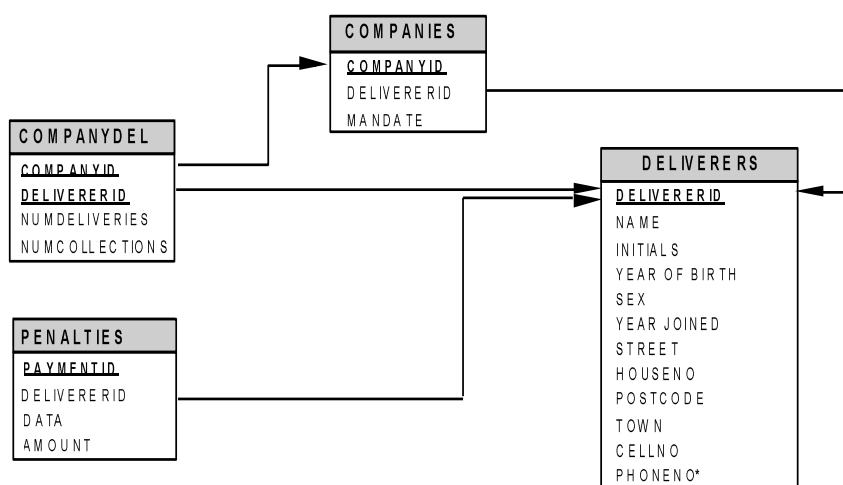 COMPANIES
COMPANYID
DELIVERERID
MANDATE
COMPANYDEL
COMPANYID
DELIVERERID
NUMDELIVERIES
NUMCOLLECTIONS
DELIVERERS
DELIVERERID
NAME
INITIALS
YEAR OF BIRTH
SEX
YEAR JOINED
STREET
HOUSENO
POSTCODE
TOWN
CELLNO
PHONENO*
PENALTIES
PAYMENTID
DELIVERERID
DATA
AMOUNT